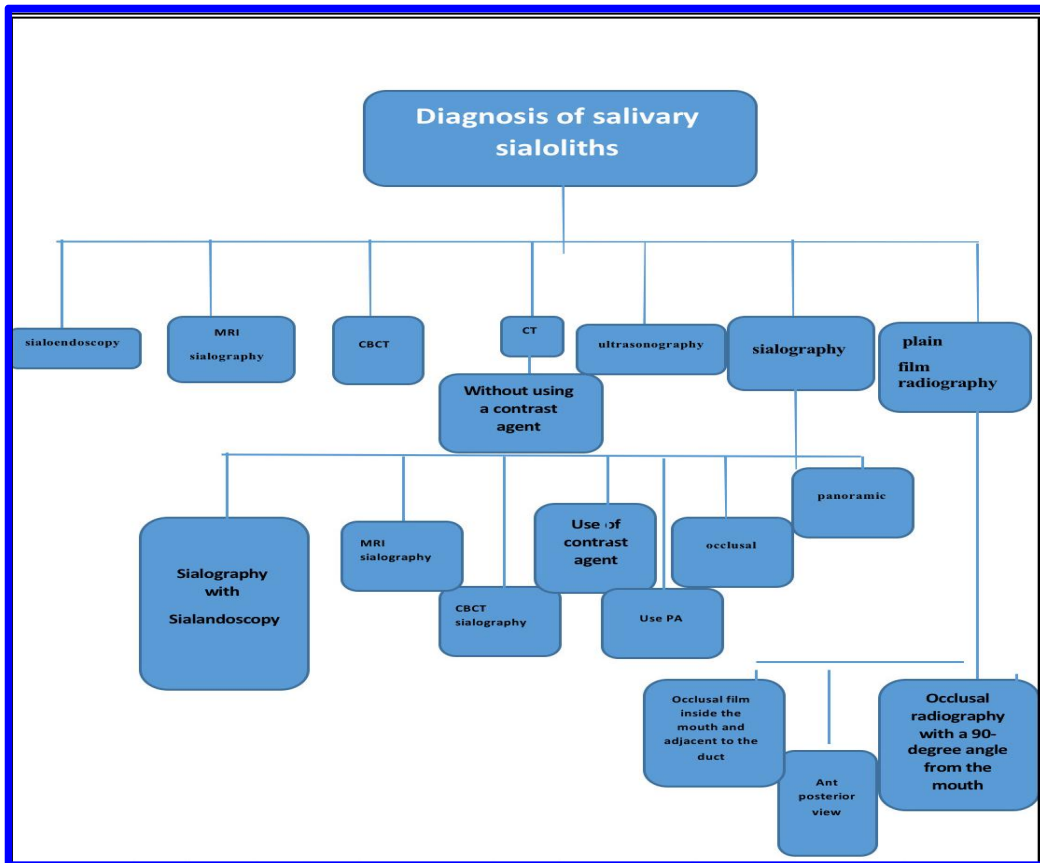 Diagnosis of salivary
sialoliths
sialoendoscopy
MRI
sialography
CBCT
CT
ultrasonography
sialography
plain
film
radiography
Without using
a contrast
agent
Sialography
with
Sialandoscopy
MRI
sialography
CBCT
sialography
Use of
contrast
agent
Use PA
occlusal
panoramic
Occlusal film
inside the
mouth and
adjacent to the
duct
Ant
posterior
view
Occlusal
radiography
with a 90-
degree angle
from the
mouth